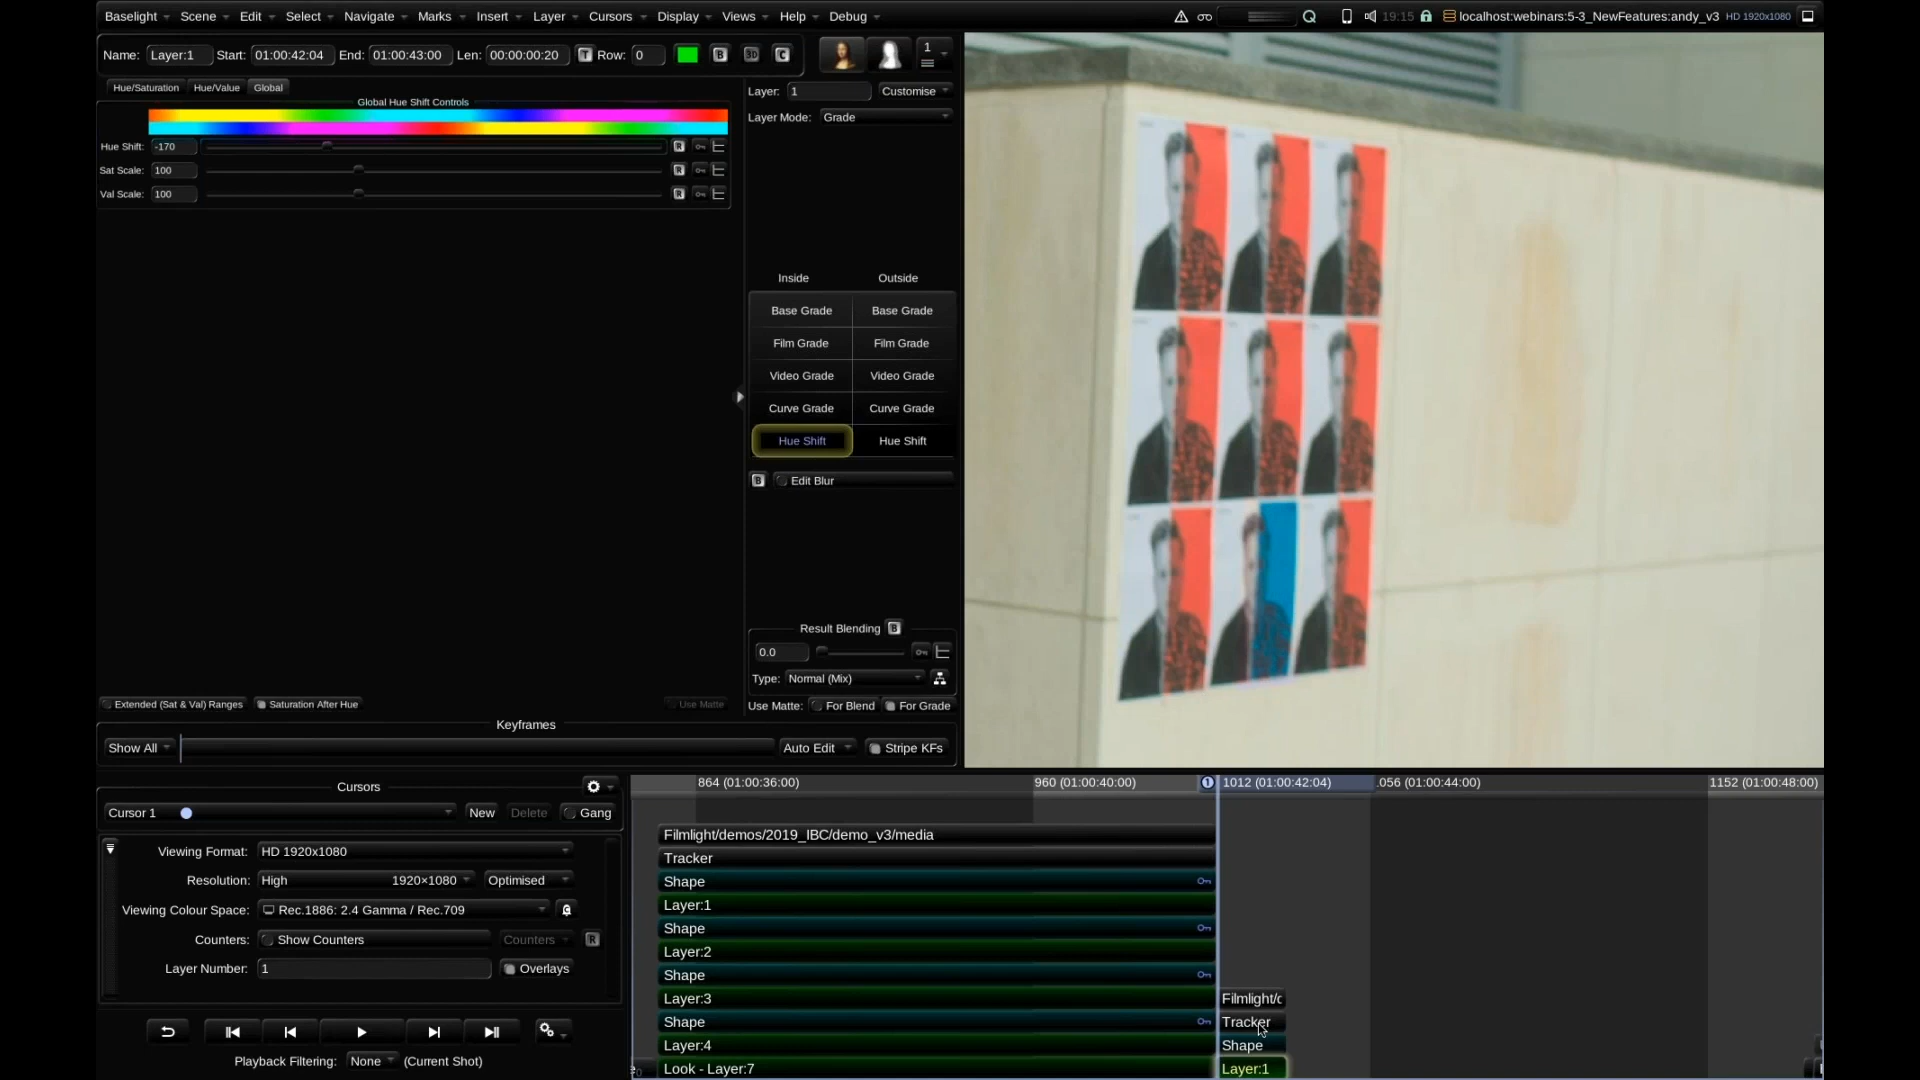 Baselight Scene Edit Select Navigate Marks Insert Layer Cursors Display Views Help Debug 19:15 localhost:webinars:5-3_NewFeatures:andy_v3 HD 1920x1080
Name: Layer:1 Start: 01:00:42:04 End: 01:00:43:00 Len: 00:00:00:20 T Row: 0 B 3D C 1
Hue/Saturation Hue/Value Global
Layer: 1 Customise
Global Hue Shift Controls
Layer Mode: Grade
Hue Shift: -170 R
Sat Scale: 100 R
Val Scale: 100 R
Inside Outside
Base Grade Base Grade
Film Grade Film Grade
Video Grade Video Grade
Curve Grade Curve Grade
Hue Shift Hue Shift
B Edit Blur
Result Blending B
0.0
Type: Normal (Mix)
Extended (Sat & Val) Ranges Saturation After Hue Use Matte Use Matte: For Blend For Grade
Keyframes
Show All Auto Edit Stripe KFs
Cursors
864 (01:00:36:00) 960 (01:00:40:00) 1 1012 (01:00:42:04) .056 (01:00:44:00) 1152 (01:00:48:00)
Cursor 1 New Delete Gang
Filmlight/demos/2019_IBC/demo_v3/media
Viewing Format: HD 1920x1080
Tracker
Resolution: High 1920×1080 Optimised
Shape
Layer:1
Viewing Colour Space: Rec.1886: 2.4 Gamma / Rec.709
Shape
Counters: Show Counters Counters R
Layer:2
Layer Number: 1 Overlays
Shape
Layer:3 Filmlight/c
Shape Tracker
Layer:4 Shape
Playback Filtering: None (Current Shot)
Look - Layer:7 Layer:1